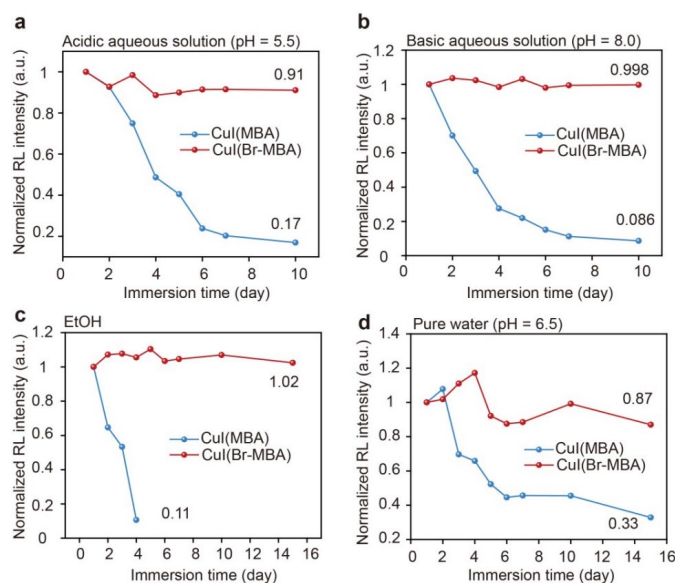 a
Acidic aqueous solution (pH = 5.5)
Normalized RL intensity (a.u.)
1
0.8
0.6
0.4
0.2
0.91
CuI(MBA)
CuI(Br-MBA)
0.17
0 2 4 6 8 10
Immersion time (day)
b
Basic aqueous solution (pH = 8.0)
Normalized RL intensity (a.u.)
1.2
1
0.8
0.6
0.4
0.2
0
0.998
CuI(MBA)
CuI(Br-MBA)
0.086
0 2 4 6 8 10
Immersion time (day)
c
EtOH
Normalized RL intensity (a.u.)
1.2
1
0.8
0.6
0.4
0.2
0
1.02
CuI(MBA)
CuI(Br-MBA)
0.11
0 2 4 6 8 10 12 14 16
Immersion time (day)
d
Pure water (pH = 6.5)
Normalized RL intensity (a.u.)
1.4
1.2
1
0.8
0.6
0.4
0.2
0.87
CuI(MBA)
CuI(Br-MBA)
0.33
0 2 4 6 8 10 12 14 16
Immersion time (day)